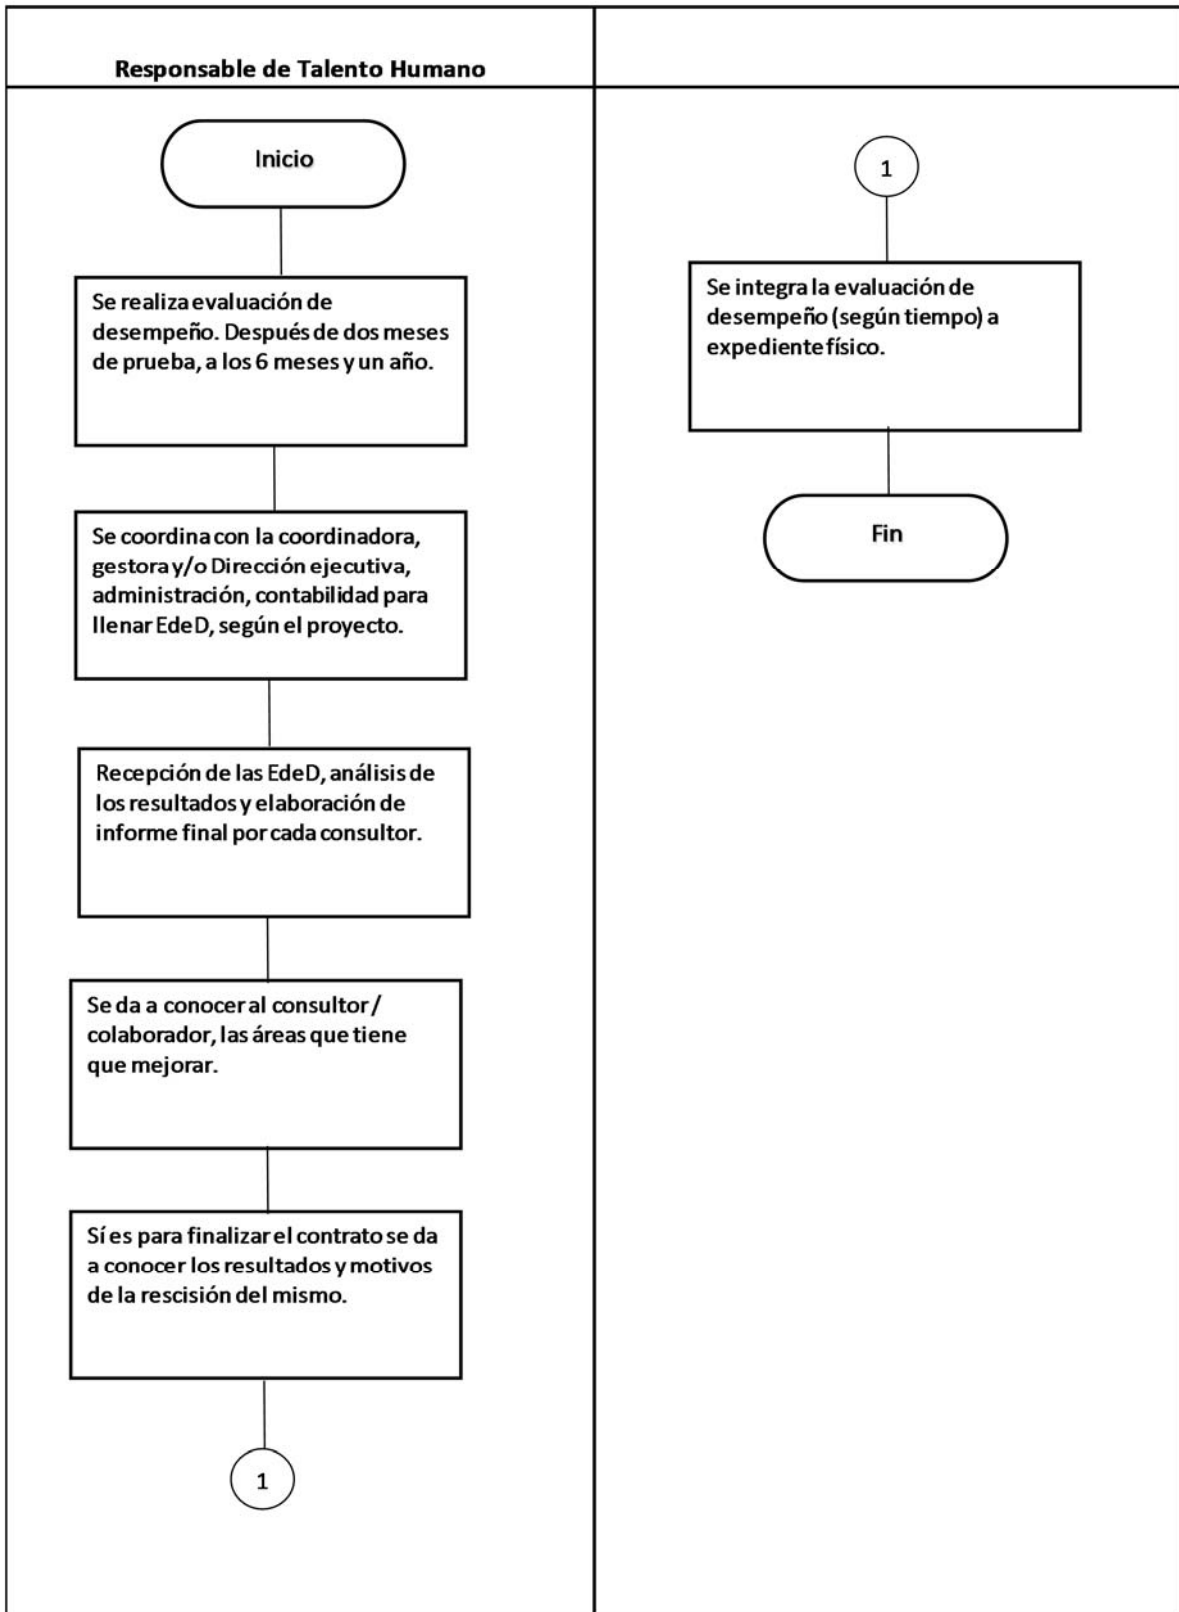 Responsable de Talento Humano
Inicio
Se realiza evaluación de
desempeño. Después de dos meses
de prueba, a los 6 meses y un año.
Se coordina con la coordinadora,
gestora y/o Dirección ejecutiva,
administración, contabilidad para
llenar EdeD, según el proyecto.
Recepción de las EdeD, análisis de
los resultados y elaboración de
informe final por cada consultor.
Se da a conocer al consultor /
colaborador, las áreas que tiene
que mejorar.
Sí es para finalizar el contrato se da
a conocer los resultados y motivos
de la rescisión del mismo.
1
1
Se integra la evaluación de
desempeño (según tiempo) a
expediente físico.
Fin